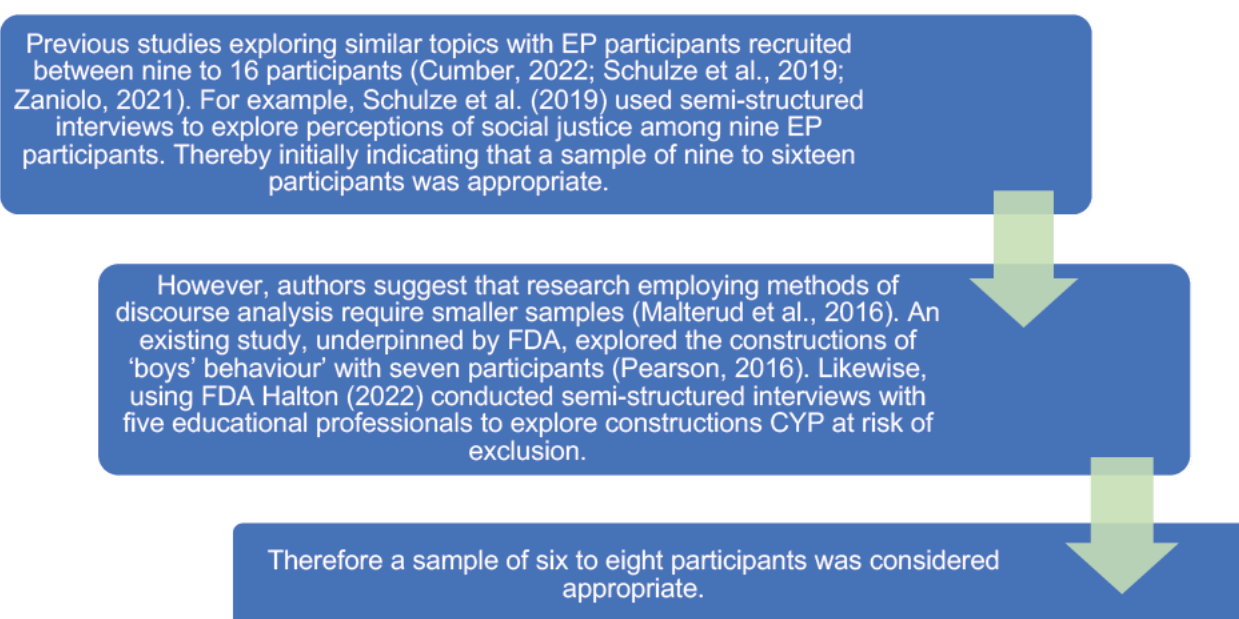 Previous studies exploring similar topics with EP participants recruited
between nine to 16 participants (Cumber, 2022; Schulze et al., 2019;
Zaniolo, 2021). For example, Schulze et al. (2019) used semi-structured
interviews to explore perceptions of social justice among nine EP
participants. Thereby initially indicating that a sample of nine to sixteen
participants was appropriate.
However, authors suggest that research employing methods of
discourse analysis require smaller samples (Malterud et al., 2016). An
existing study, underpinned by FDA, explored the constructions of
‘boys’ behaviour’ with seven participants (Pearson, 2016). Likewise,
using FDA Halton (2022) conducted semi-structured interviews with
five educational professionals to explore constructions CYP at risk of
exclusion.
Therefore a sample of six to eight participants was considered
appropriate.